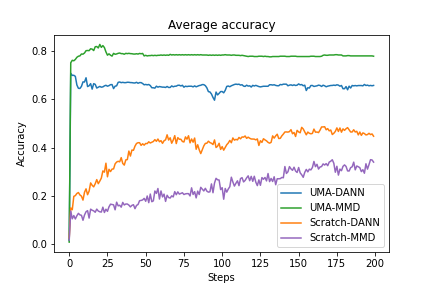 Average accuracy
Accuracy
0.8
0.6
0.4
0.2
0.0
UMA-DANN
UMA-MMD
Scratch-DANN
Scratch-MMD
0 25 50 75 100 125 150 175 200
Steps